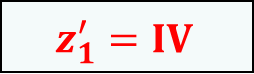 z′₁ = IV